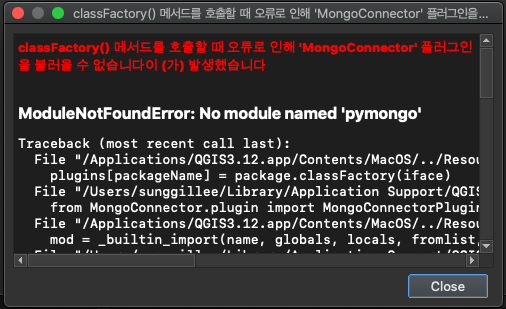 classFactory() 메서드를 호출할 때 오류로 인해 'MongoConnector' 플러그인을...
classFactory() 메서드를 호출할 때 오류로 인해 'MongoConnector' 플러그인
을 불러올 수 없습니다이 (가) 발생했습니다
ModuleNotFoundError: No module named 'pymongo'
Traceback (most recent call last):
File "/Applications/QGIS3.12.app/Contents/MacOS/../Resou
plugins[packageName] = package.classFactory(iface)
File "/Users/sunggillee/Library/Application Support/QGIS
from MongoConnector.plugin import MongoConnectorPlugin
File "/Applications/QGIS3.12.app/Contents/MacOS/../Resou
mod = _builtin_import(name, globals, locals, fromlist,
Close